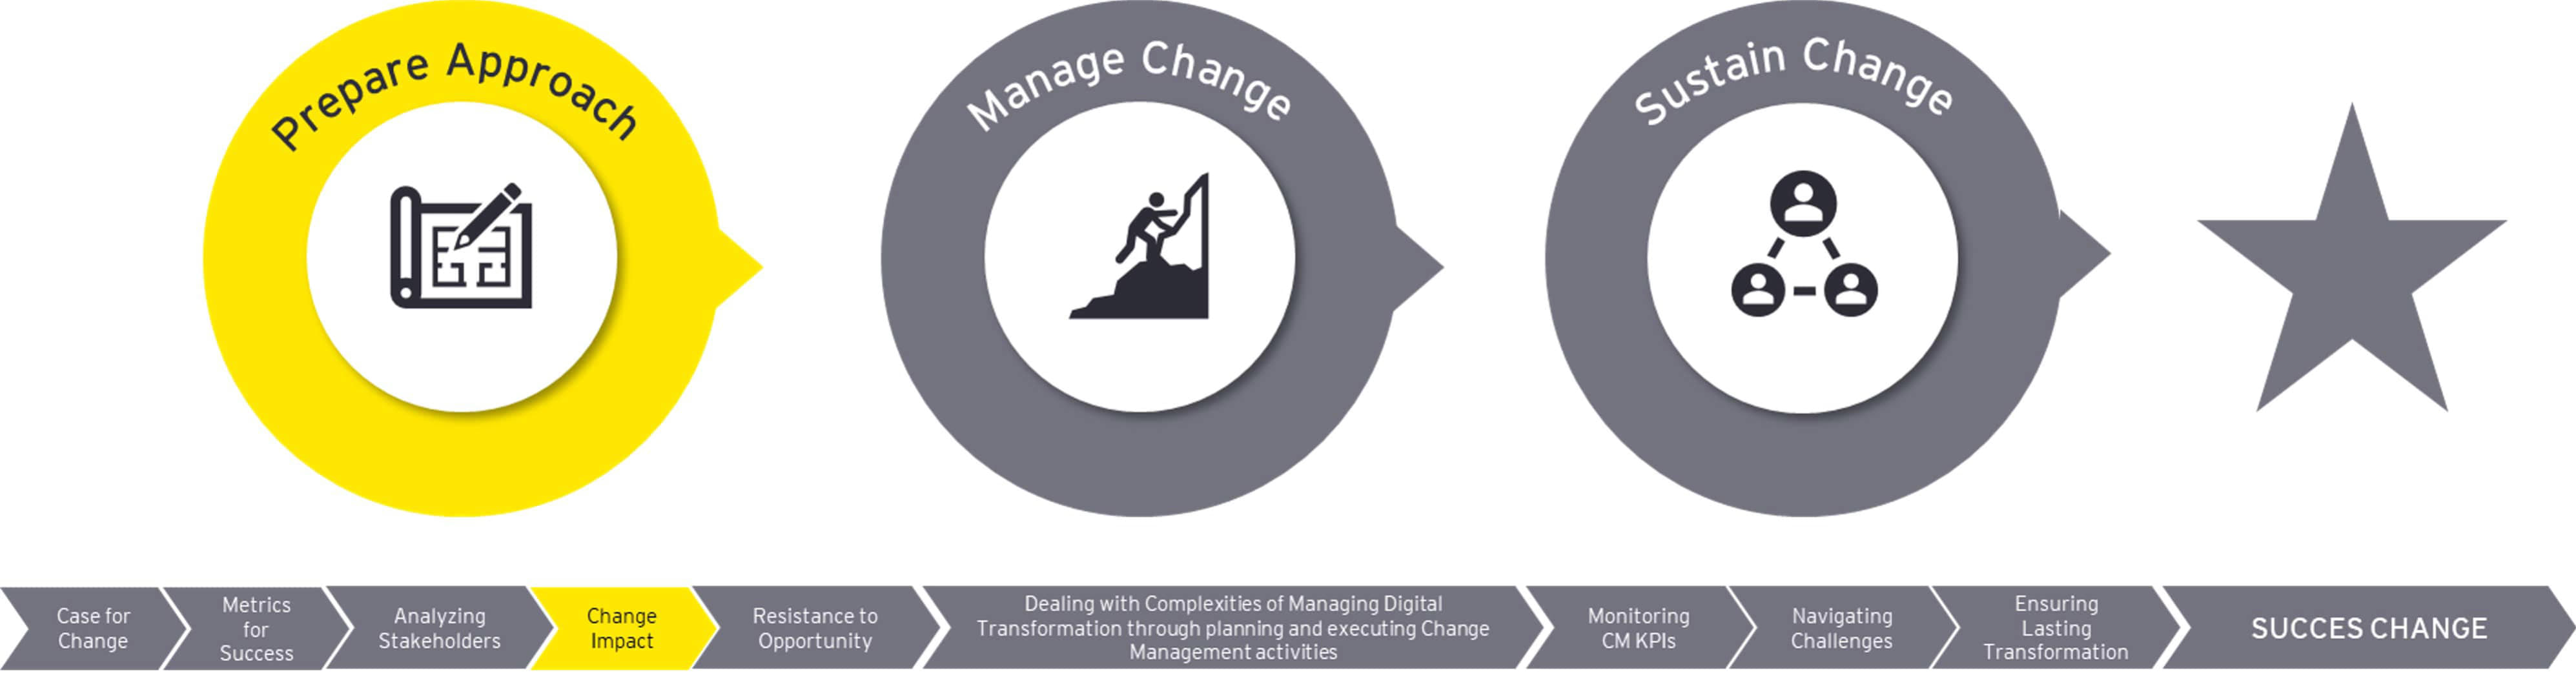 Prepare Approach
Manage Change
Sustain Change
Case for
Change
Metrics
for
Success
Analyzing
Stakeholders
Change
Impact
Resistance to
Opportunity
Dealing with Complexities of Managing Digital
Transformation through planning and executing Change
Management activities
Monitoring
CM KPIs
Navigating
Challenges
Ensuring
Lasting
Transformation
SUCCES CHANGE